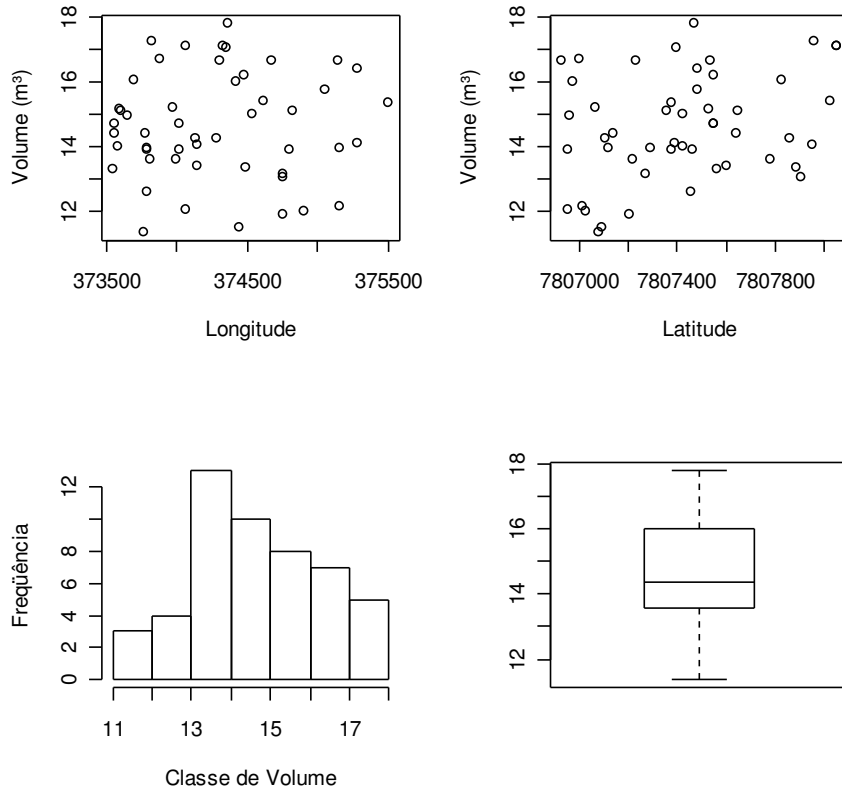 Volume (m³)
12 14 16 18
373500 374500 375500
Longitude
Volume (m³)
12 14 16 18
7807000 7807400 7807800
Latitude
Freqüência
0 2 4 6 8 12
11 13 15 17
Classe de Volume
12 14 16 18